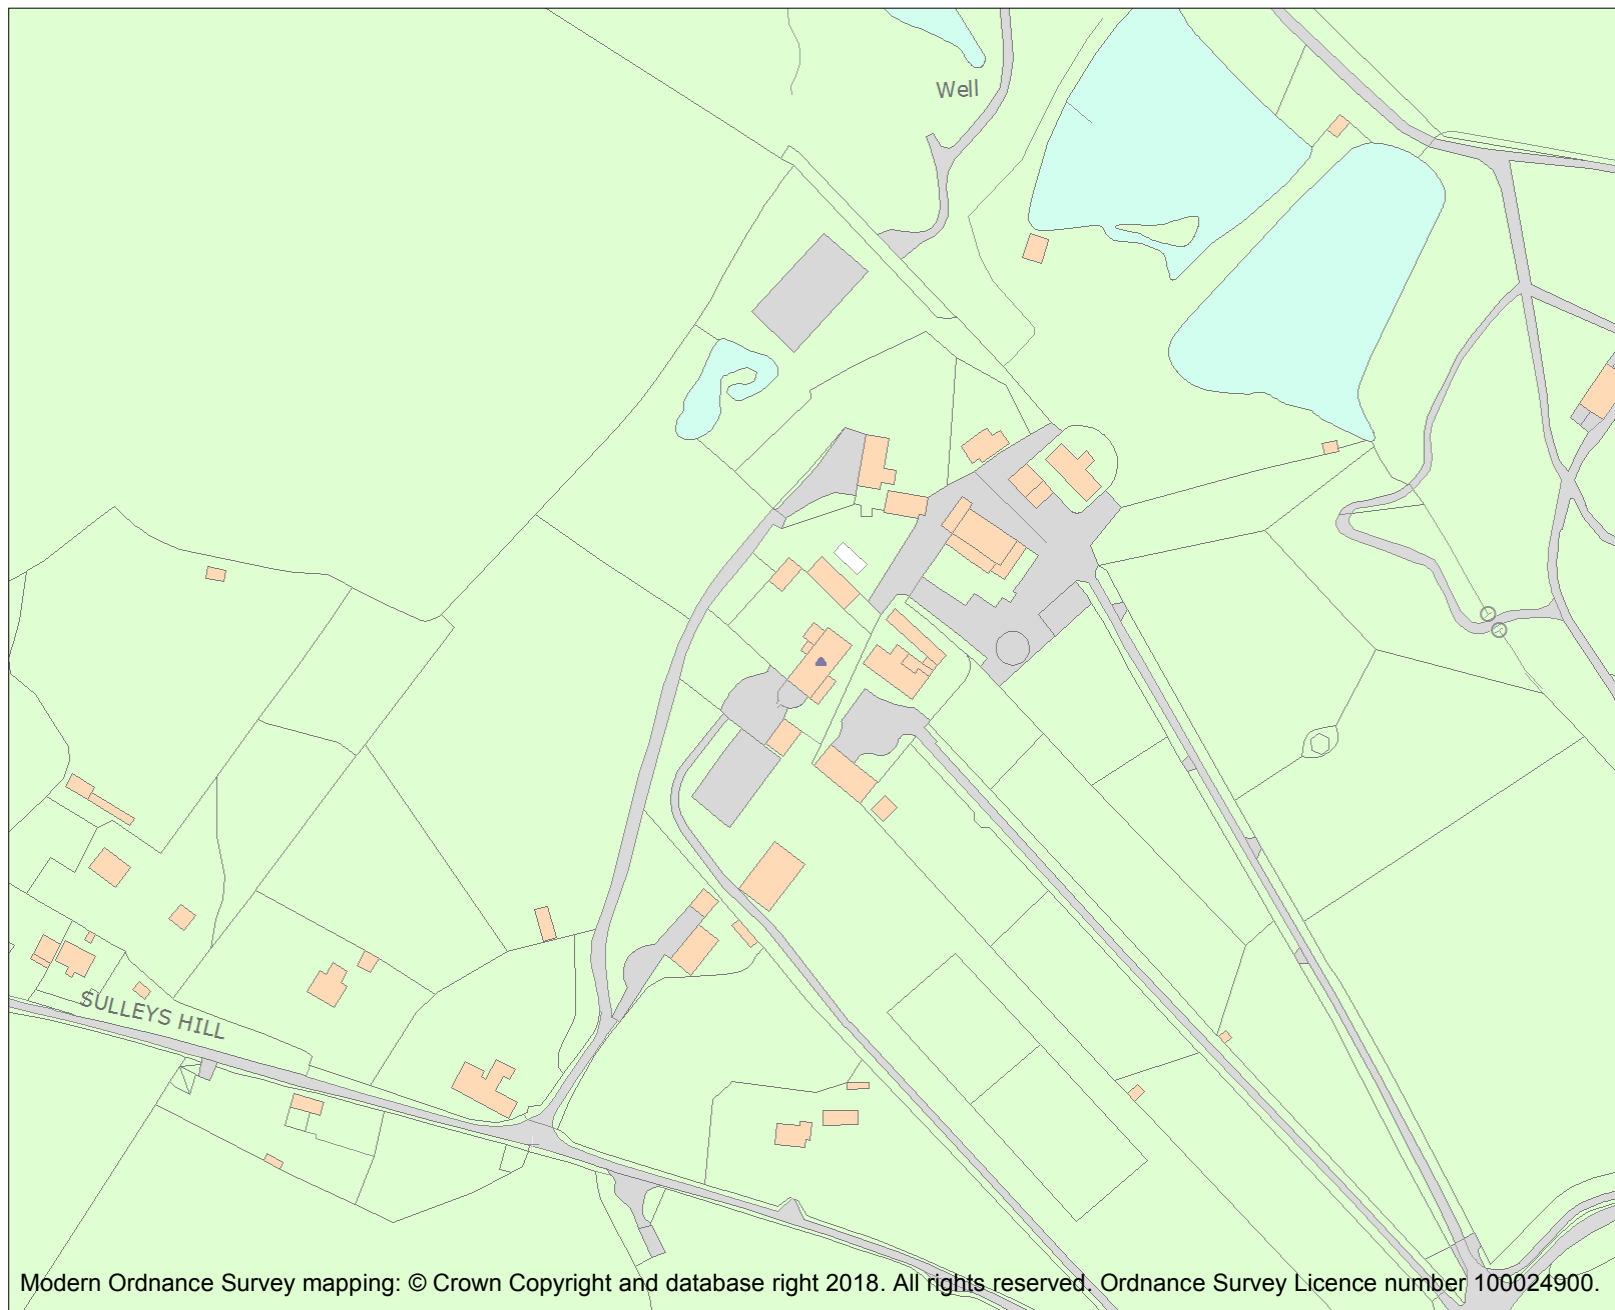 Well
SULLEYS HILL
Modern Ordnance Survey mapping: © Crown Copyright and database right 2018. All rights reserved. Ordnance Survey Licence number 100024900.